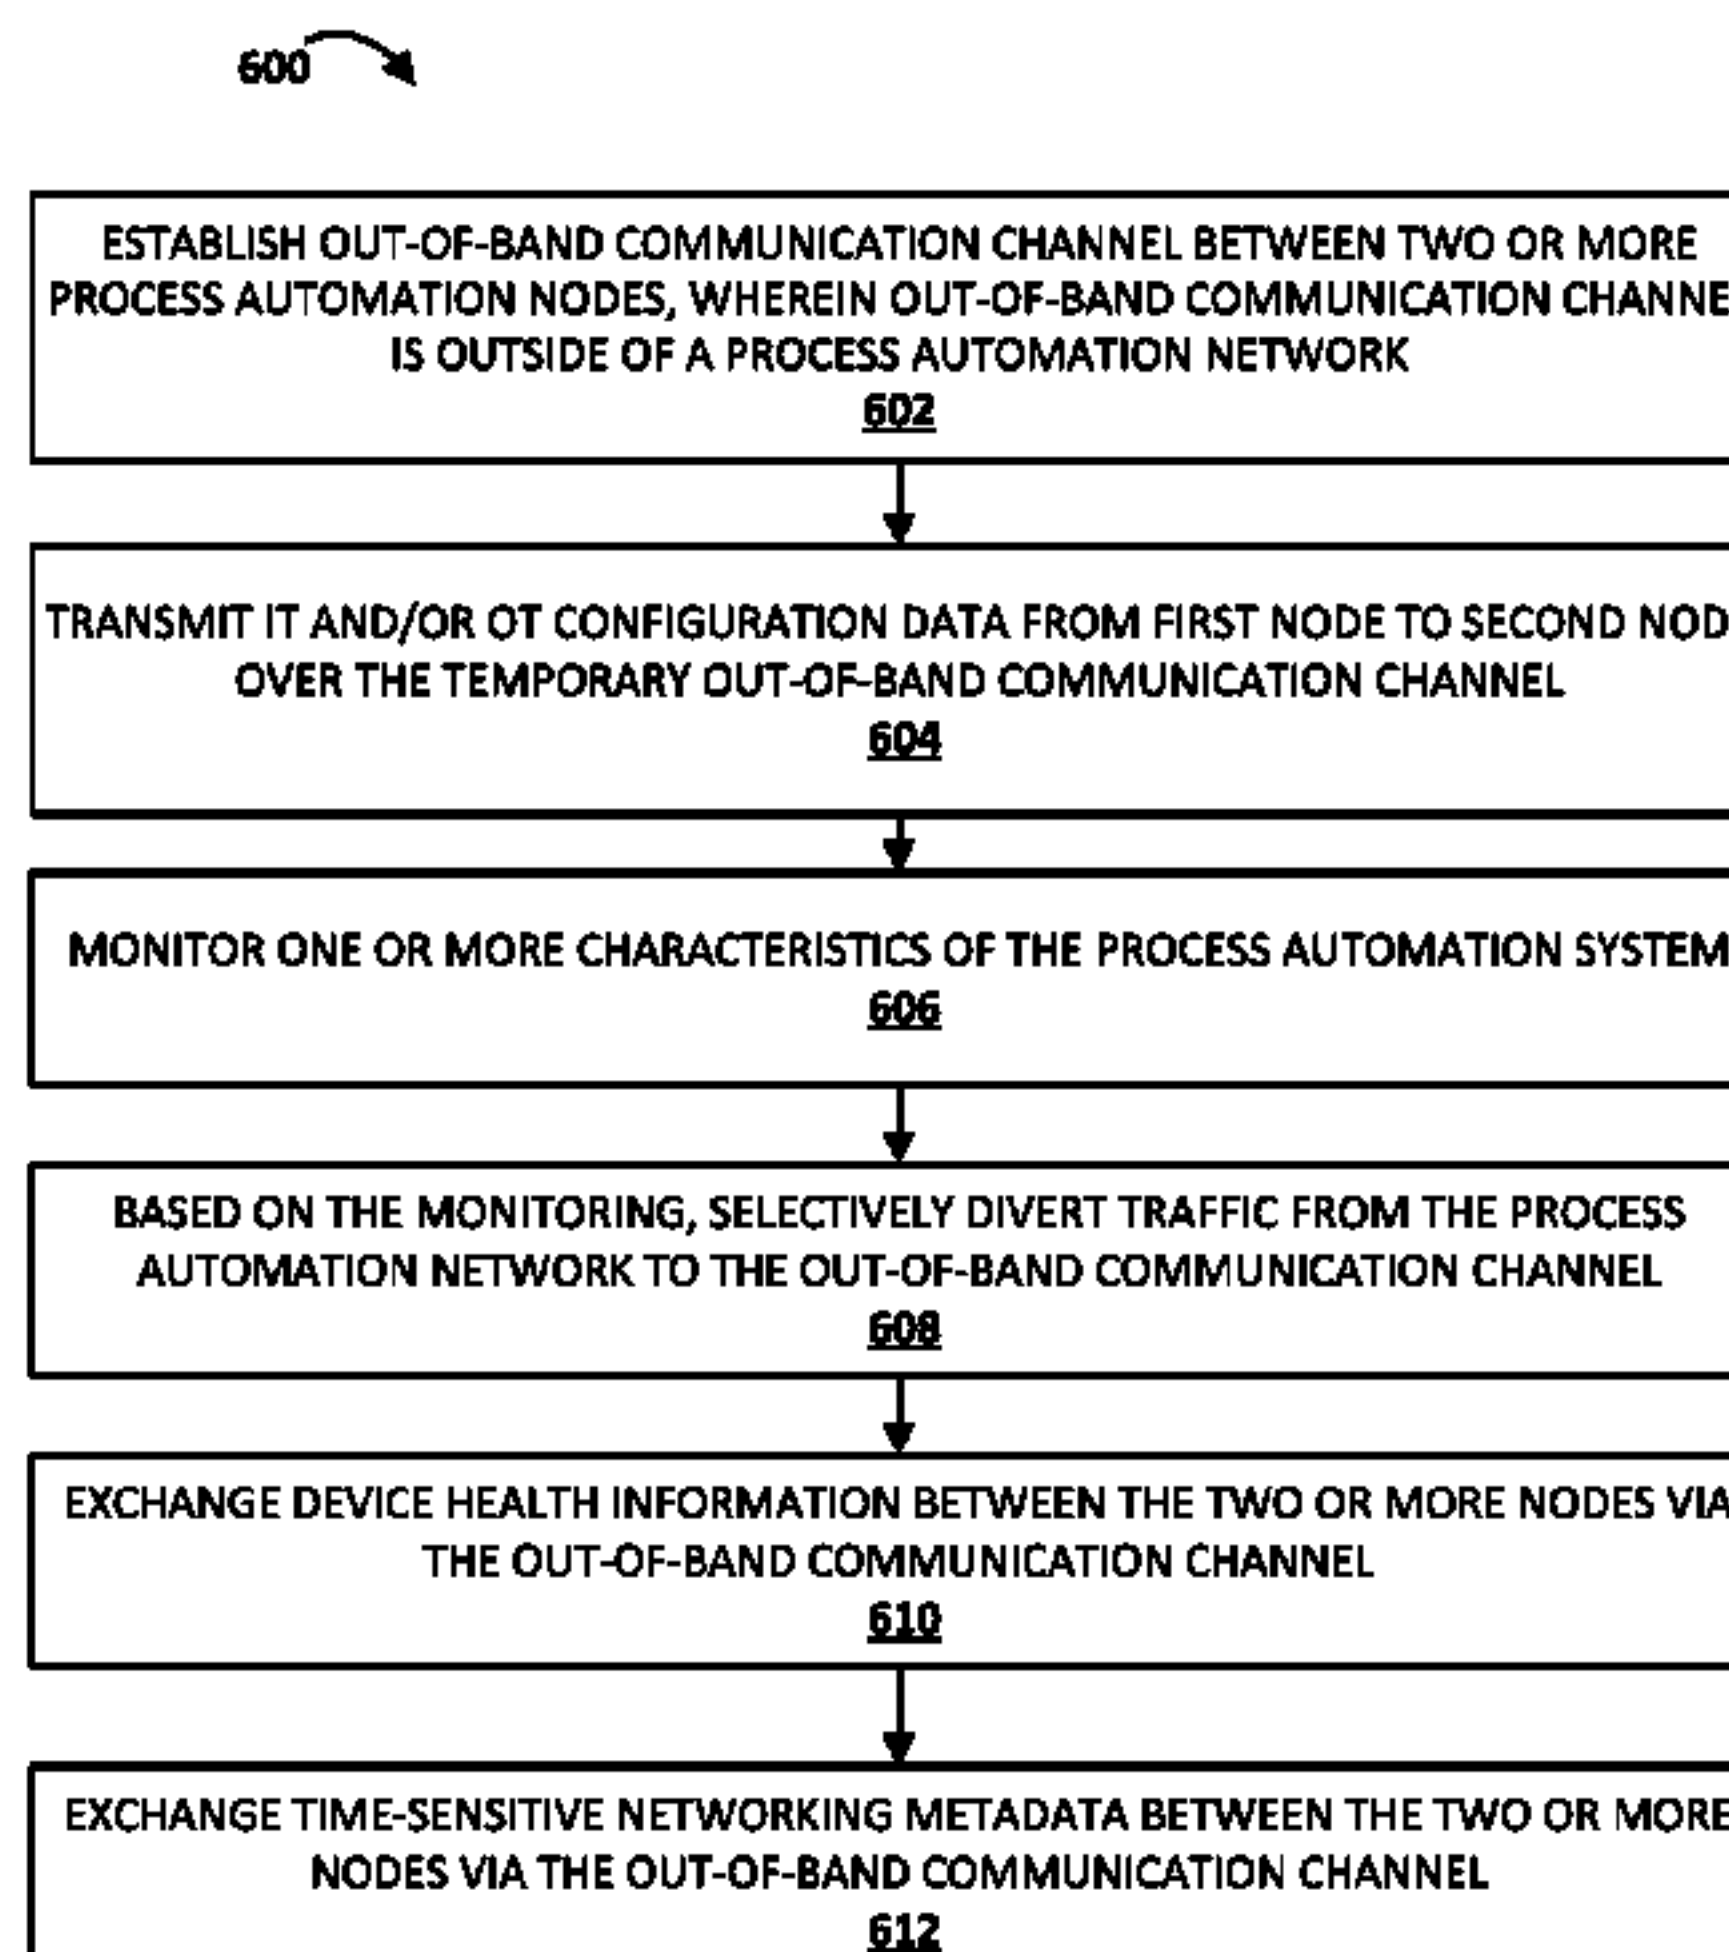 600
ESTABLISH OUT-OF-BAND COMMUNICATION CHANNEL BETWEEN TWO OR MORE
PROCESS AUTOMATION NODES, WHEREIN OUT-OF-BAND COMMUNICATION CHANNE
IS OUTSIDE OF A PROCESS AUTOMATION NETWORK
602
TRANSMIT IT AND/OR OT CONFIGURATION DATA FROM FIRST NODE TO SECOND NOD
OVER THE TEMPORARY OUT-OF-BAND COMMUNICATION CHANNEL
604
MONITOR ONE OR MORE CHARACTERISTICS OF THE PROCESS AUTOMATION SYSTEM
606
BASED ON THE MONITORING, SELECTIVELY DIVERT TRAFFIC FROM THE PROCESS
AUTOMATION NETWORK TO THE OUT-OF-BAND COMMUNICATION CHANNEL
608
EXCHANGE DEVICE HEALTH INFORMATION BETWEEN THE TWO OR MORE NODES VIA
THE OUT-OF-BAND COMMUNICATION CHANNEL
610
EXCHANGE TIME-SENSITIVE NETWORKING METADATA BETWEEN THE TWO OR MORE
NODES VIA THE OUT-OF-BAND COMMUNICATION CHANNEL
612